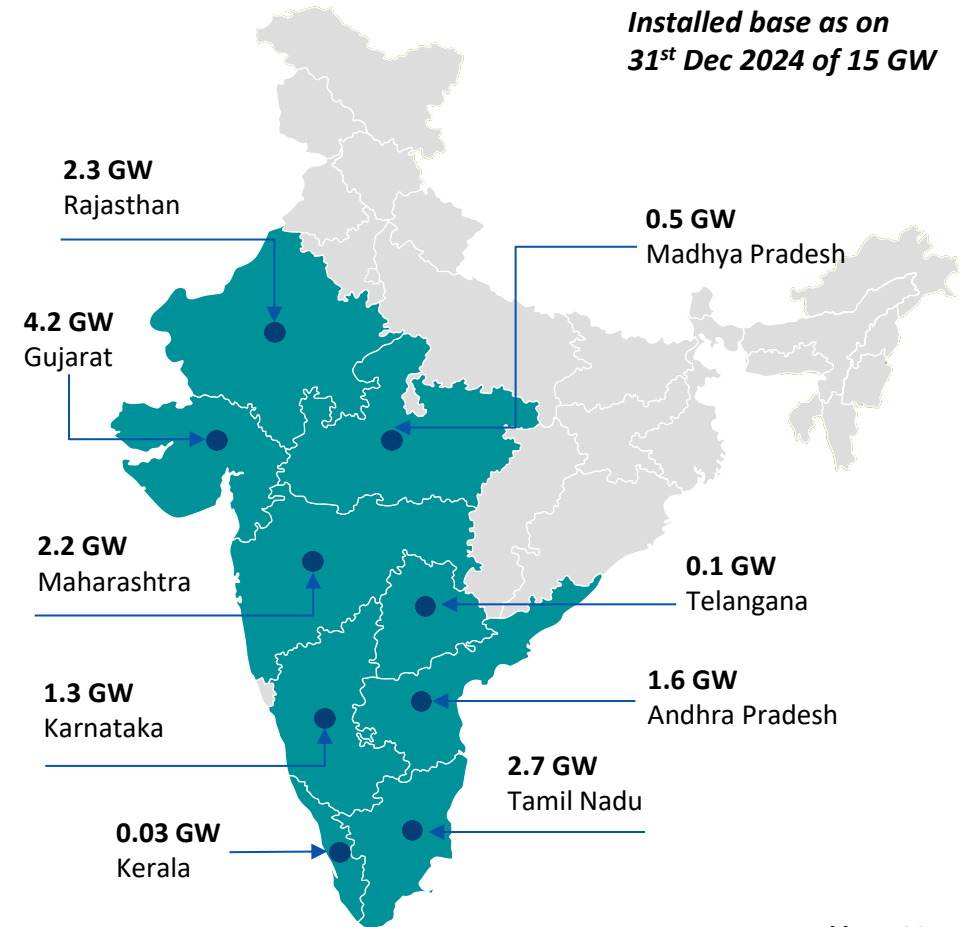 Installed base as on
31st Dec 2024 of 15 GW
2.3 GW
Rajasthan
0.5 GW
Madhya Pradesh
4.2 GW
Gujarat
2.2 GW
Maharashtra
0.1 GW
Telangana
1.3 GW
Karnataka
1.6 GW
Andhra Pradesh
2.7 GW
Tamil Nadu
0.03 GW
Kerala